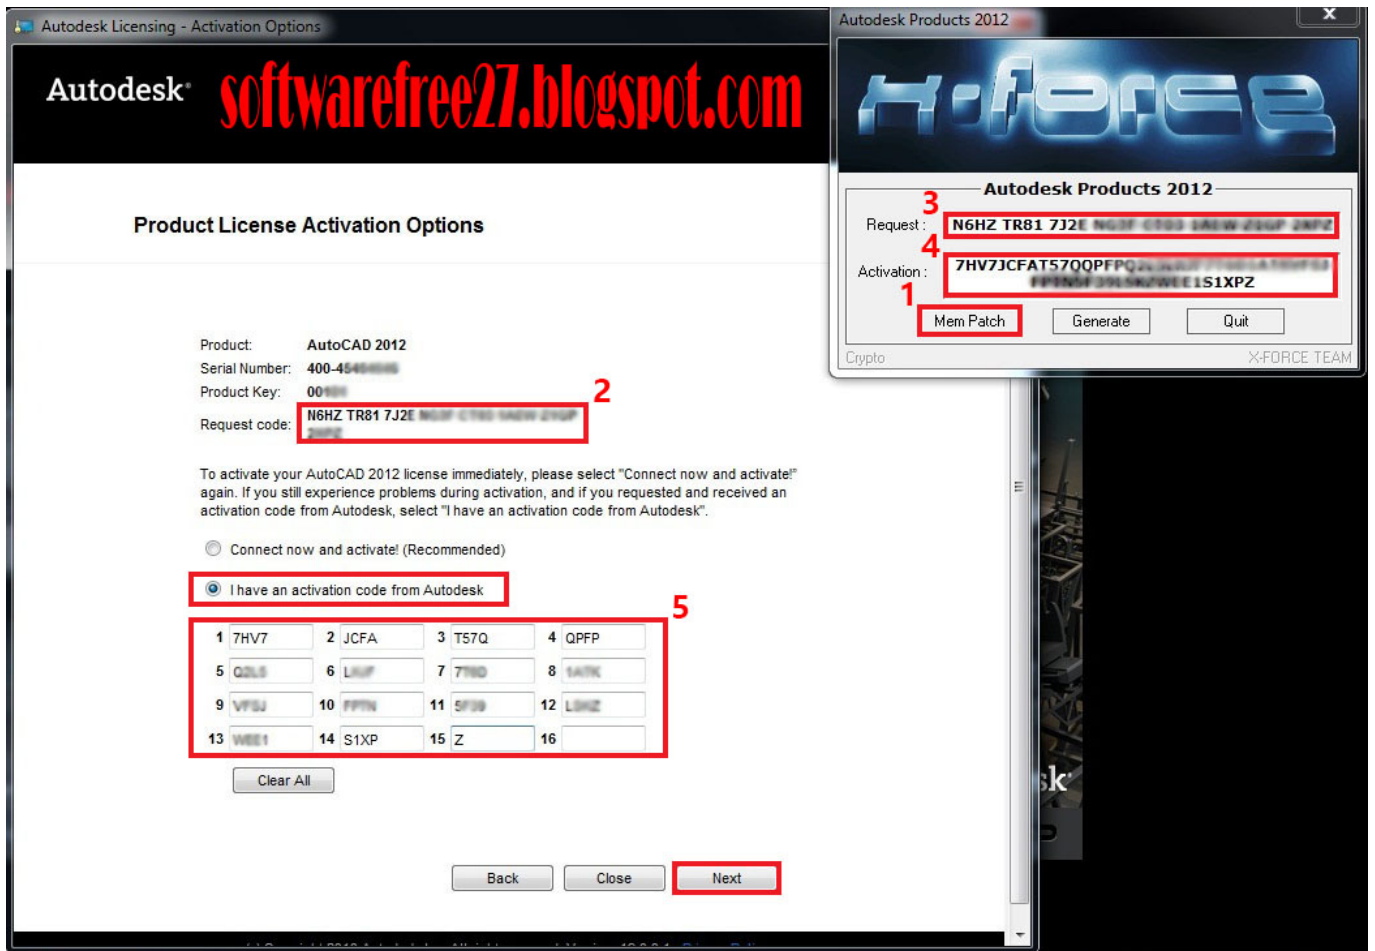 Autodesk Licensing - Activation Options
Autodesk
softwarefree27.blogspot.com
Product License Activation Options
Product: AutoCAD 2012
Serial Number: 400-45
Product Key: 00
2
Request code: N6HZ TR81 7J2E
To activate your AutoCAD 2012 license immediately, please select "Connect now and activate!"
again. If you still experience problems during activation, and if you requested and received an
activation code from Autodesk, select "I have an activation code from Autodesk".
Connect now and activate! (Recommended)
I have an activation code from Autodesk
5
1 7HV7 2 JCFA 3 T57Q 4 QPFP
5 6 7 8
9 10 11 12
13 14 S1XP 15 Z 16
Clear All
Back Close Next
Autodesk Products 2012
X
x-force
Autodesk Products 2012
3
Request : N6HZ TR81 7J2E
4
Activation : 7HV7JCFAT57QQPFPQ
S1XPZ
1
Mem Patch Generate Quit
Crypto X-FORCE TEAM
sk